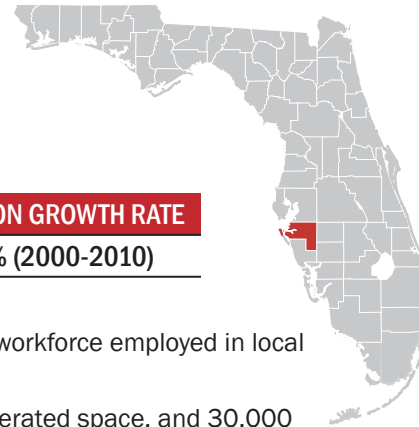 ON GROWTH RATE
% (2000-2010)
workforce employed in local
erated space, and 30,000